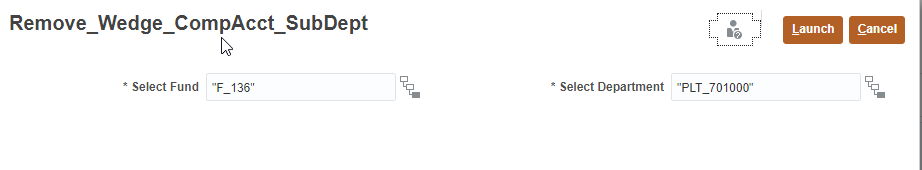 Remove_Wedge_CompAcct_SubDept
Launch Cancel
* Select Fund "F_136" * Select Department "PLT_701000"